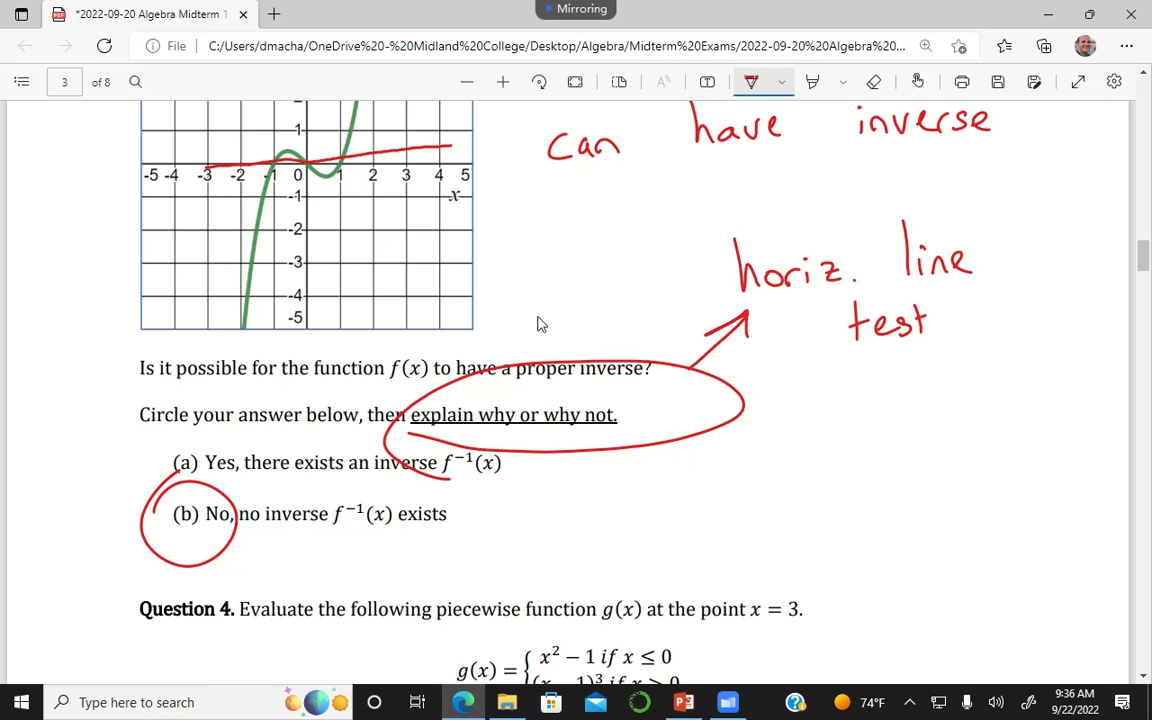 Mirroring
*2022-09-20 Algebra Midterm
File C:/Users/dmacha/OneDrive%20-%20Midland%20College/Desktop/Algebra/Midterm%20Exams/2022-09-20%20Algebra%20...
3 of 8
can have inverse
1
-5 -4 -3 -2 -1 0 1 2 3 4 5
x
-1
-2
-3
-4
-5
horiz. line
test
Is it possible for the function f(x) to have a proper inverse?
Circle your answer below, then explain why or why not.
(a) Yes, there exists an inverse f⁻¹(x)
(b) No, no inverse f⁻¹(x) exists
Question 4. Evaluate the following piecewise function g(x) at the point x = 3.
g(x) = { x² − 1 if x ≤ 0
Type here to search
74°F
9:36 AM
9/22/2022